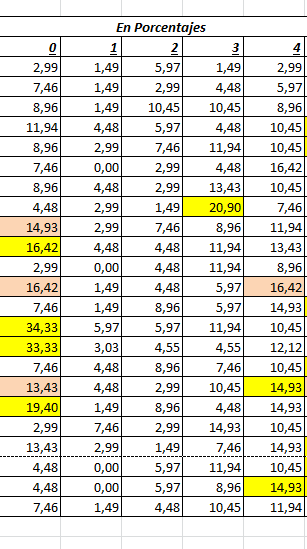 En Porcentajes
0 1 2 3 4
2,99 1,49 5,97 1,49 2,99
7,46 1,49 2,99 4,48 5,97
8,96 1,49 10,45 10,45 8,96
11,94 4,48 5,97 4,48 10,45
8,96 2,99 7,46 11,94 10,45
7,46 0,00 2,99 4,48 16,42
8,96 4,48 2,99 13,43 10,45
4,48 2,99 1,49 20,90 7,46
14,93 2,99 7,46 8,96 11,94
16,42 4,48 4,48 11,94 13,43
2,99 0,00 4,48 11,94 8,96
16,42 1,49 4,48 5,97 16,42
7,46 1,49 8,96 5,97 14,93
34,33 5,97 5,97 11,94 10,45
33,33 3,03 4,55 4,55 12,12
7,46 4,48 8,96 7,46 10,45
13,43 4,48 2,99 10,45 14,93
19,40 1,49 8,96 4,48 14,93
2,99 7,46 2,99 14,93 10,45
13,43 2,99 1,49 7,46 14,93
4,48 0,00 5,97 11,94 10,45
4,48 0,00 5,97 8,96 14,93
7,46 1,49 4,48 10,45 11,94